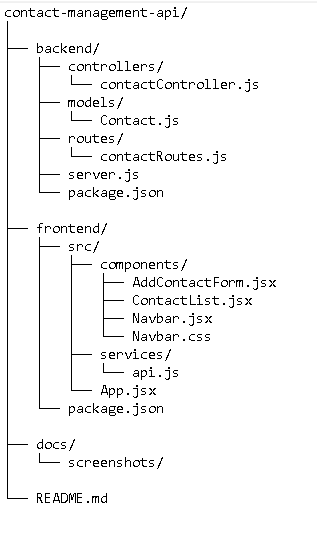 contact-management-api/
│
├── backend/
│   ├── controllers/
│   │   └── contactController.js
│   ├── models/
│   │   └── Contact.js
│   ├── routes/
│   │   └── contactRoutes.js
│   ├── server.js
│   └── package.json
│
├── frontend/
│   ├── src/
│   │   ├── components/
│   │   │   ├── AddContactForm.jsx
│   │   │   ├── ContactList.jsx
│   │   │   ├── Navbar.jsx
│   │   │   └── Navbar.css
│   │   ├── services/
│   │   │   └── api.js
│   │   └── App.jsx
│   └── package.json
│
├── docs/
│   └── screenshots/
│
└── README.md